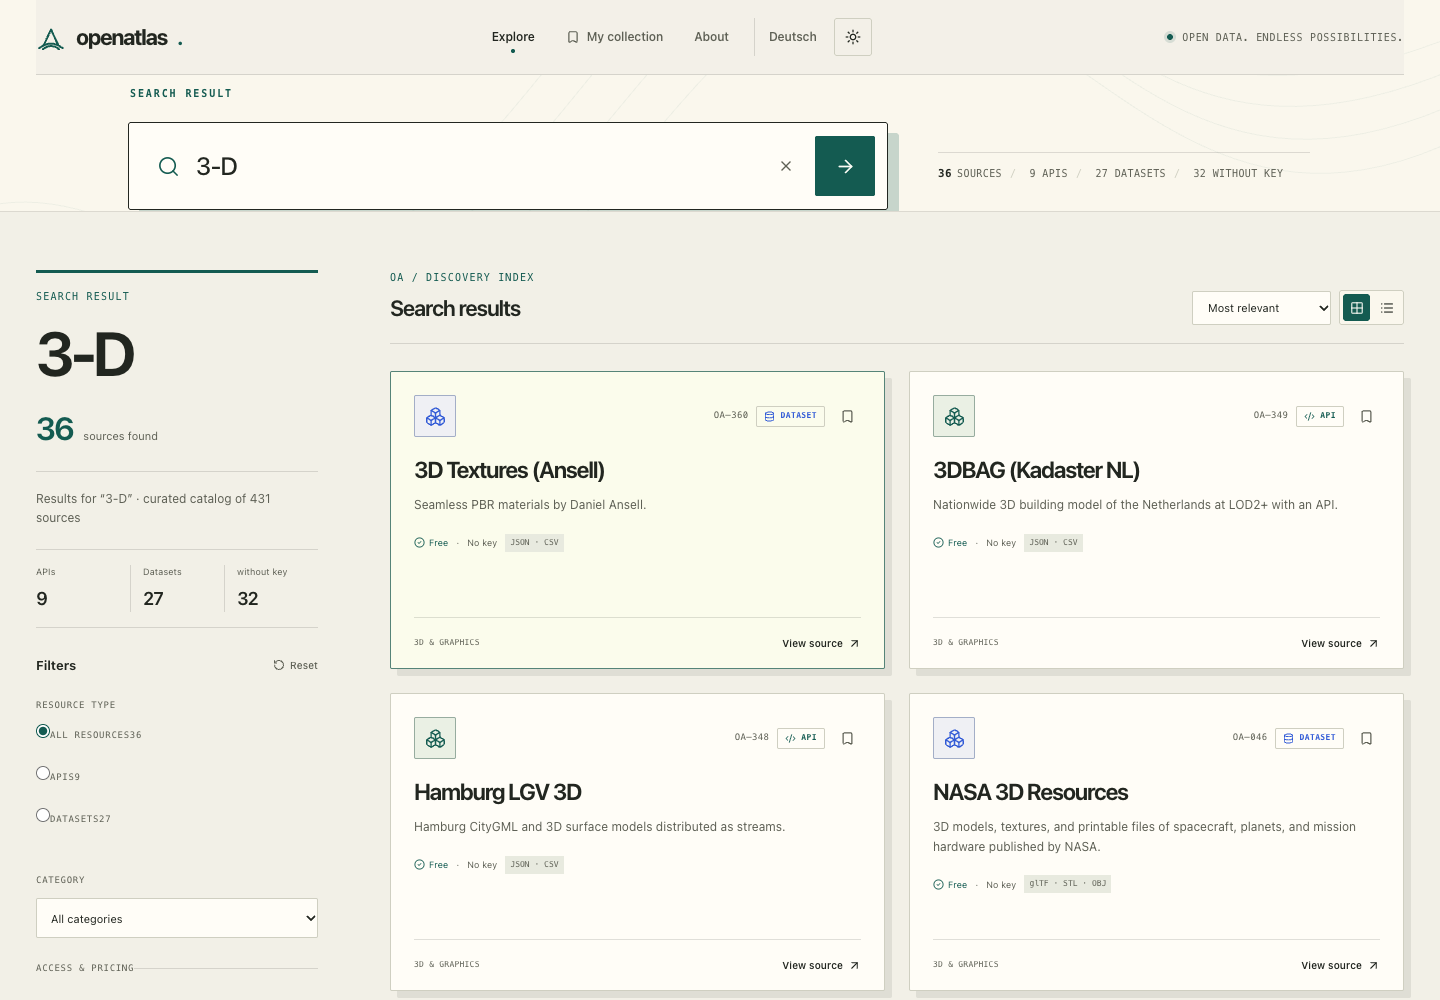 openatlas .
Explore
My collection
About
Deutsch
OPEN DATA. ENDLESS POSSIBILITIES.
SEARCH RESULT
3-D
36 SOURCES / 9 APIS / 27 DATASETS / 32 WITHOUT KEY
SEARCH RESULT
3-D
36 sources found
Results for “3-D” · curated catalog of 431
sources
APIs
9
Datasets
27
without key
32
Filters
Reset
RESOURCE TYPE
ALL RESOURCES36
APIS9
DATASETS27
CATEGORY
All categories
ACCESS & PRICING
OA / DISCOVERY INDEX
Search results
Most relevant
OA—360
DATASET
3D Textures (Ansell)
Seamless PBR materials by Daniel Ansell.
Free · No key JSON · CSV
3D & GRAPHICS
View source
OA—349
API
3DBAG (Kadaster NL)
Nationwide 3D building model of the Netherlands at LOD2+ with an API.
Free · No key JSON · CSV
3D & GRAPHICS
View source
OA—348
API
Hamburg LGV 3D
Hamburg CityGML and 3D surface models distributed as streams.
Free · No key JSON · CSV
3D & GRAPHICS
View source
OA—046
DATASET
NASA 3D Resources
3D models, textures, and printable files of spacecraft, planets, and mission
hardware published by NASA.
Free · No key glTF · STL · OBJ
3D & GRAPHICS
View source